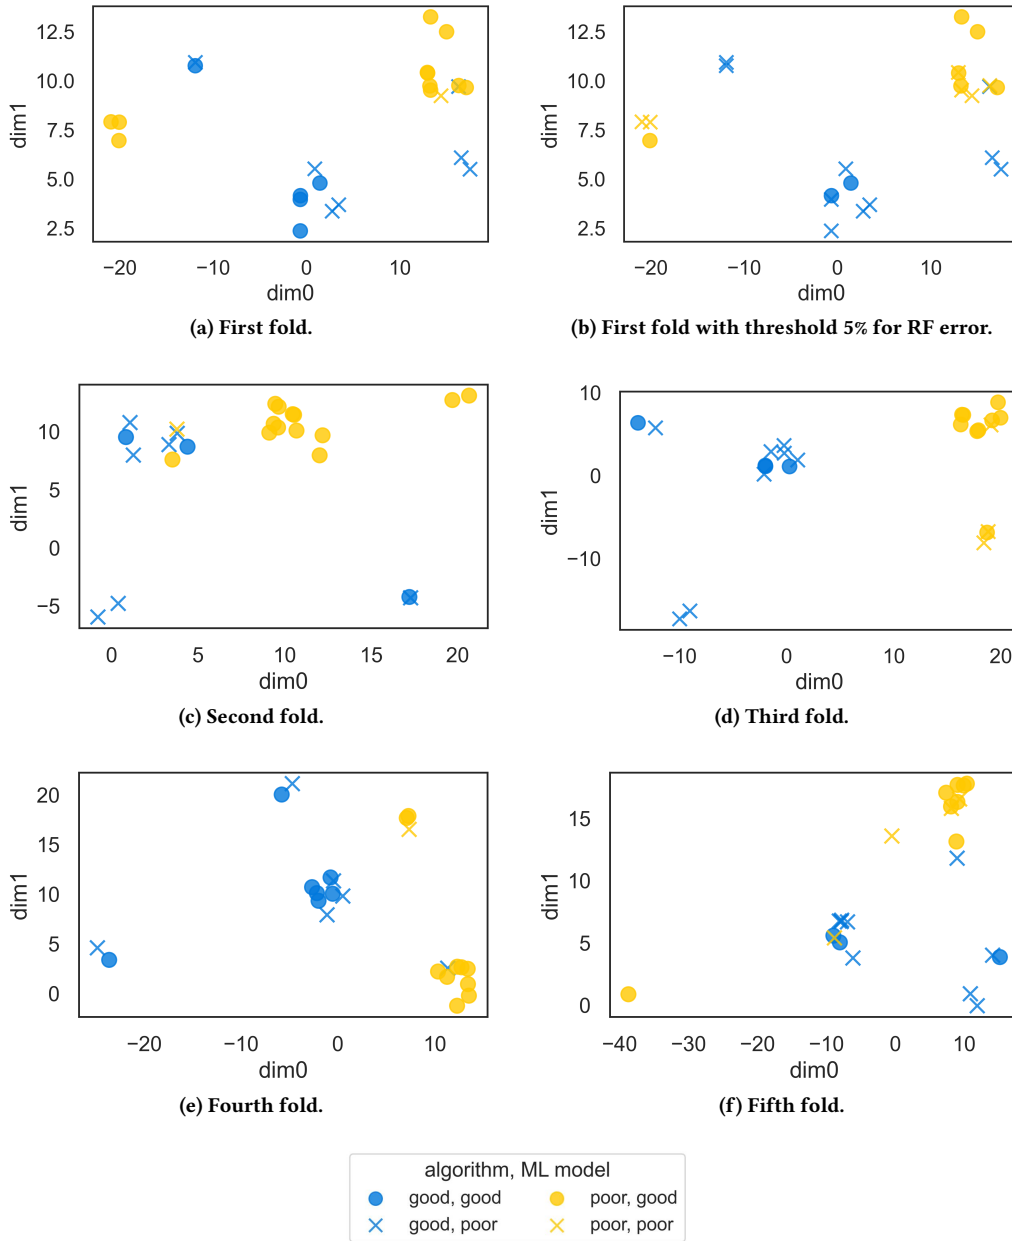 12.5
10.0
7.5
5.0
2.5
dim1
−20 −10 0 10
dim0
(a) First fold.
12.5
10.0
7.5
5.0
2.5
dim1
−20 −10 0 10
dim0
(b) First fold with threshold 5% for RF error.
10
5
0
−5
dim1
0 5 10 15 20
dim0
(c) Second fold.
10
0
−10
dim1
−10 0 10 20
dim0
(d) Third fold.
20
15
10
5
0
dim1
−20 −10 0 10
dim0
(e) Fourth fold.
15
10
5
0
dim1
−40 −30 −20 −10 0 10
dim0
(f) Fifth fold.
algorithm, ML model
good, good poor, good
good, poor poor, poor